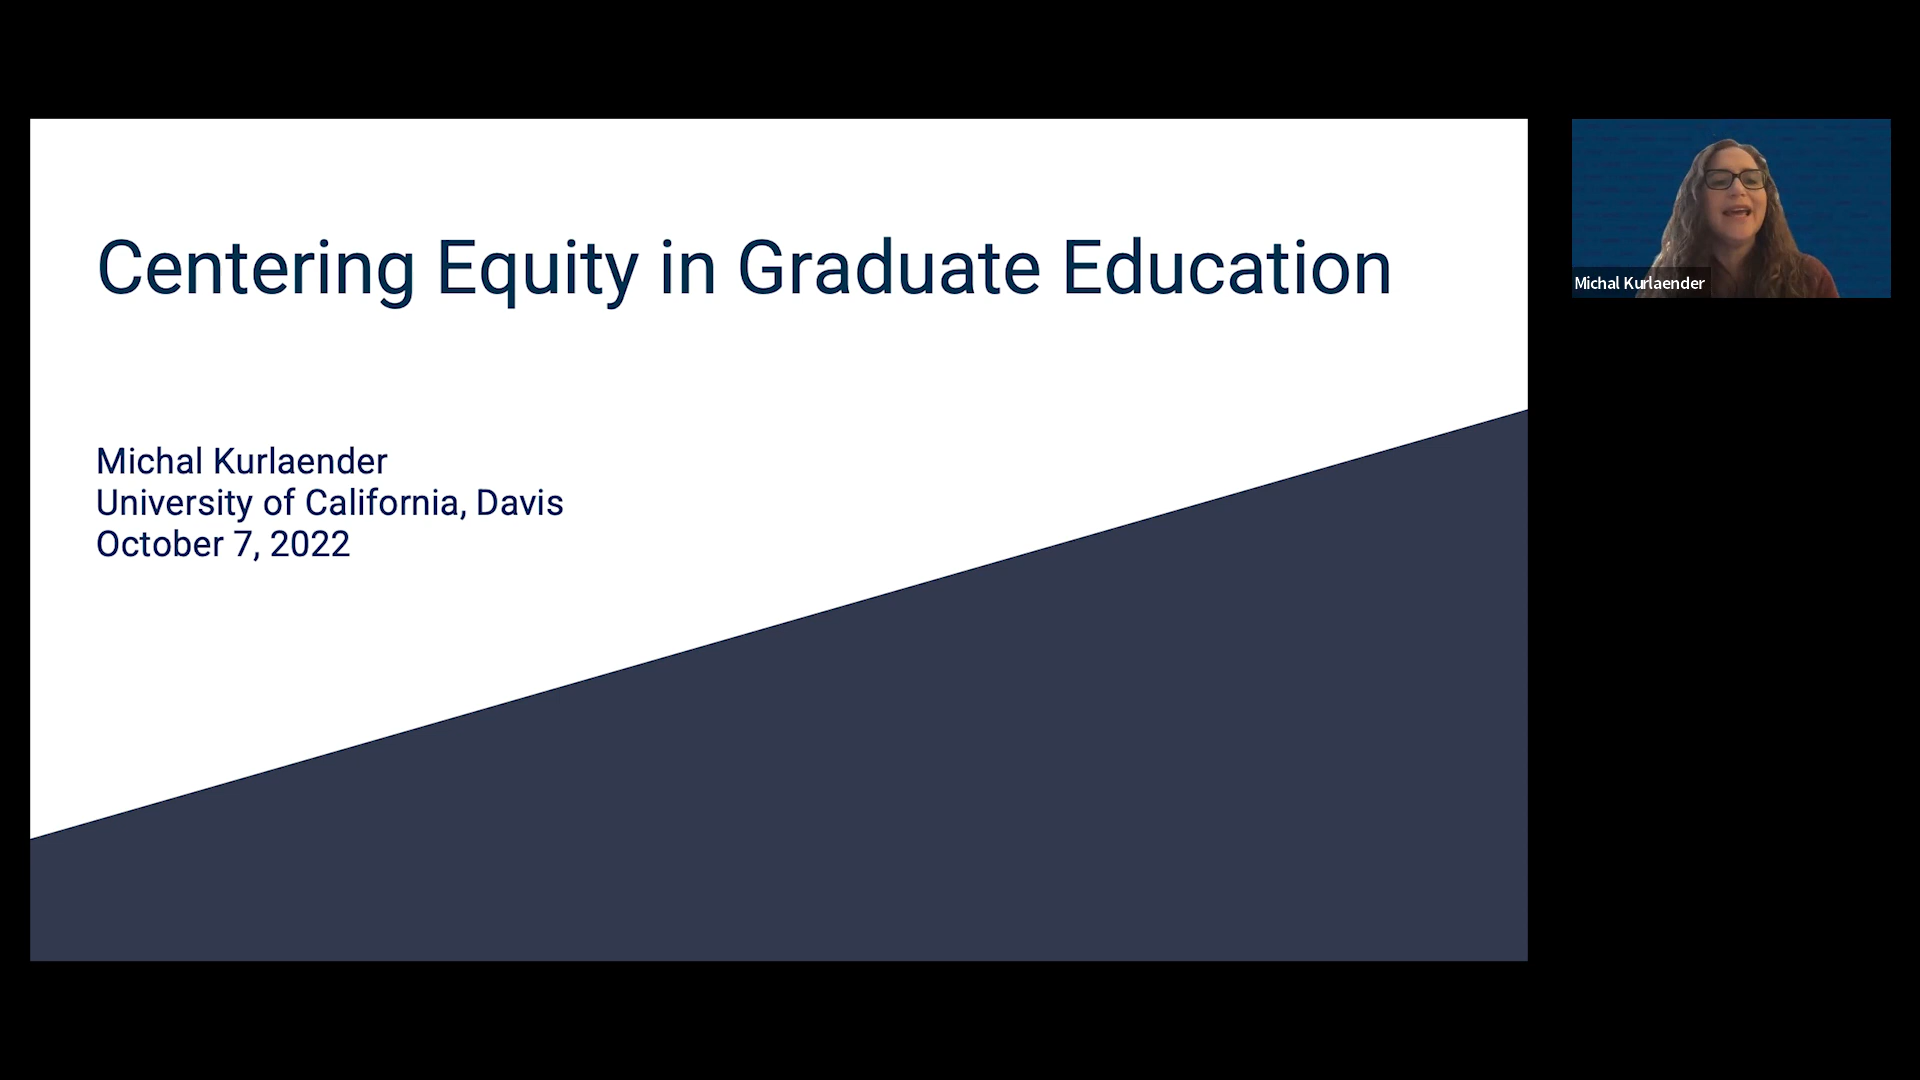 Centering Equity in Graduate Education
Michal Kurlaender
University of California, Davis
October 7, 2022
Michal Kurlaender